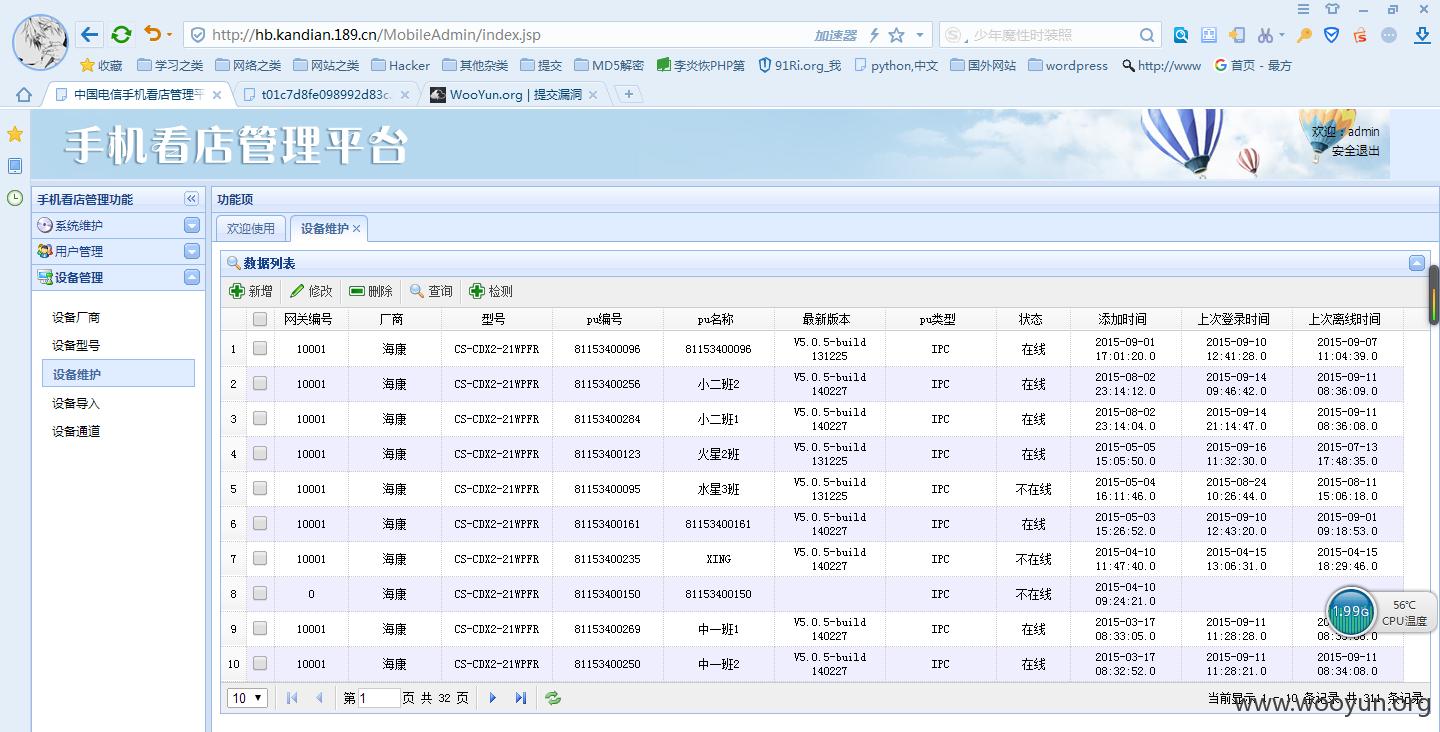 http://hb.kandian.189.cn/MobileAdmin/index.jsp 加速器 少年魔性时装照
收藏 学习之类 网络之类 网站之类 Hacker 其他杂类 提交 MD5解密 李炎恢PHP第 91Ri.org_我 python,中文 国外网站 wordpress http://www 首页 - 最方
中国电信手机看店管理平 t01c7d8fe098992d83c. WooYun.org | 提交漏洞
手机看店管理平台
欢迎：admin
安全退出
手机看店管理功能
系统维护
用户管理
设备管理
设备厂商
设备型号
设备维护
设备导入
设备通道
功能项
欢迎使用 设备维护
数据列表
新增 修改 删除 查询 检测
网关编号 厂商 型号 pu编号 pu名称 最新版本 pu类型 状态 添加时间 上次登录时间 上次离线时间
1 10001 海康 CS-CDX2-21WPFR 81153400096 81153400096 V5.0.5-build 131225 IPC 在线 2015-09-01 17:01:20.0 2015-09-10 12:41:28.0 2015-09-07 11:04:39.0
2 10001 海康 CS-CDX2-21WPFR 81153400256 小二班2 V5.0.5-build 140227 IPC 在线 2015-08-02 23:14:12.0 2015-09-14 09:46:42.0 2015-09-11 08:36:09.0
3 10001 海康 CS-CDX2-21WPFR 81153400284 小二班1 V5.0.5-build 140227 IPC 在线 2015-08-02 23:14:04.0 2015-09-14 21:14:47.0 2015-09-11 08:36:08.0
4 10001 海康 CS-CDX2-21WPFR 81153400123 火星2班 V5.0.5-build 131225 IPC 在线 2015-05-05 15:05:50.0 2015-09-16 11:32:30.0 2015-07-13 17:48:35.0
5 10001 海康 CS-CDX2-21WPFR 81153400095 水星3班 V5.0.5-build 131225 IPC 不在线 2015-05-04 16:11:46.0 2015-08-24 10:26:44.0 2015-08-11 15:06:18.0
6 10001 海康 CS-CDX2-21WPFR 81153400161 81153400161 V5.0.5-build 140227 IPC 在线 2015-05-03 15:26:52.0 2015-09-10 12:43:20.0 2015-09-01 09:18:53.0
7 10001 海康 CS-CDX2-21WPFR 81153400235 XING V5.0.5-build 140227 IPC 不在线 2015-04-10 11:47:40.0 2015-04-15 13:06:31.0 2015-04-15 18:29:46.0
8 0 海康 CS-CDX2-21WPFR 81153400150 81153400150 IPC 不在线 2015-04-10 09:24:21.0
9 10001 海康 CS-CDX2-21WPFR 81153400269 中一班1 V5.0.5-build 140227 IPC 在线 2015-03-17 08:33:05.0 2015-09-11 11:28:28.0
10 10001 海康 CS-CDX2-21WPFR 81153400250 中一班2 V5.0.5-build 140227 IPC 在线 2015-03-17 08:32:52.0 2015-09-11 11:28:21.0 2015-09-11 08:34:08.0
1.99G 56℃
CPU温度
10 第 1 页 共 32 页 当前显示 1 - 10 条记录 共 311 条记录
www.wooyun.org